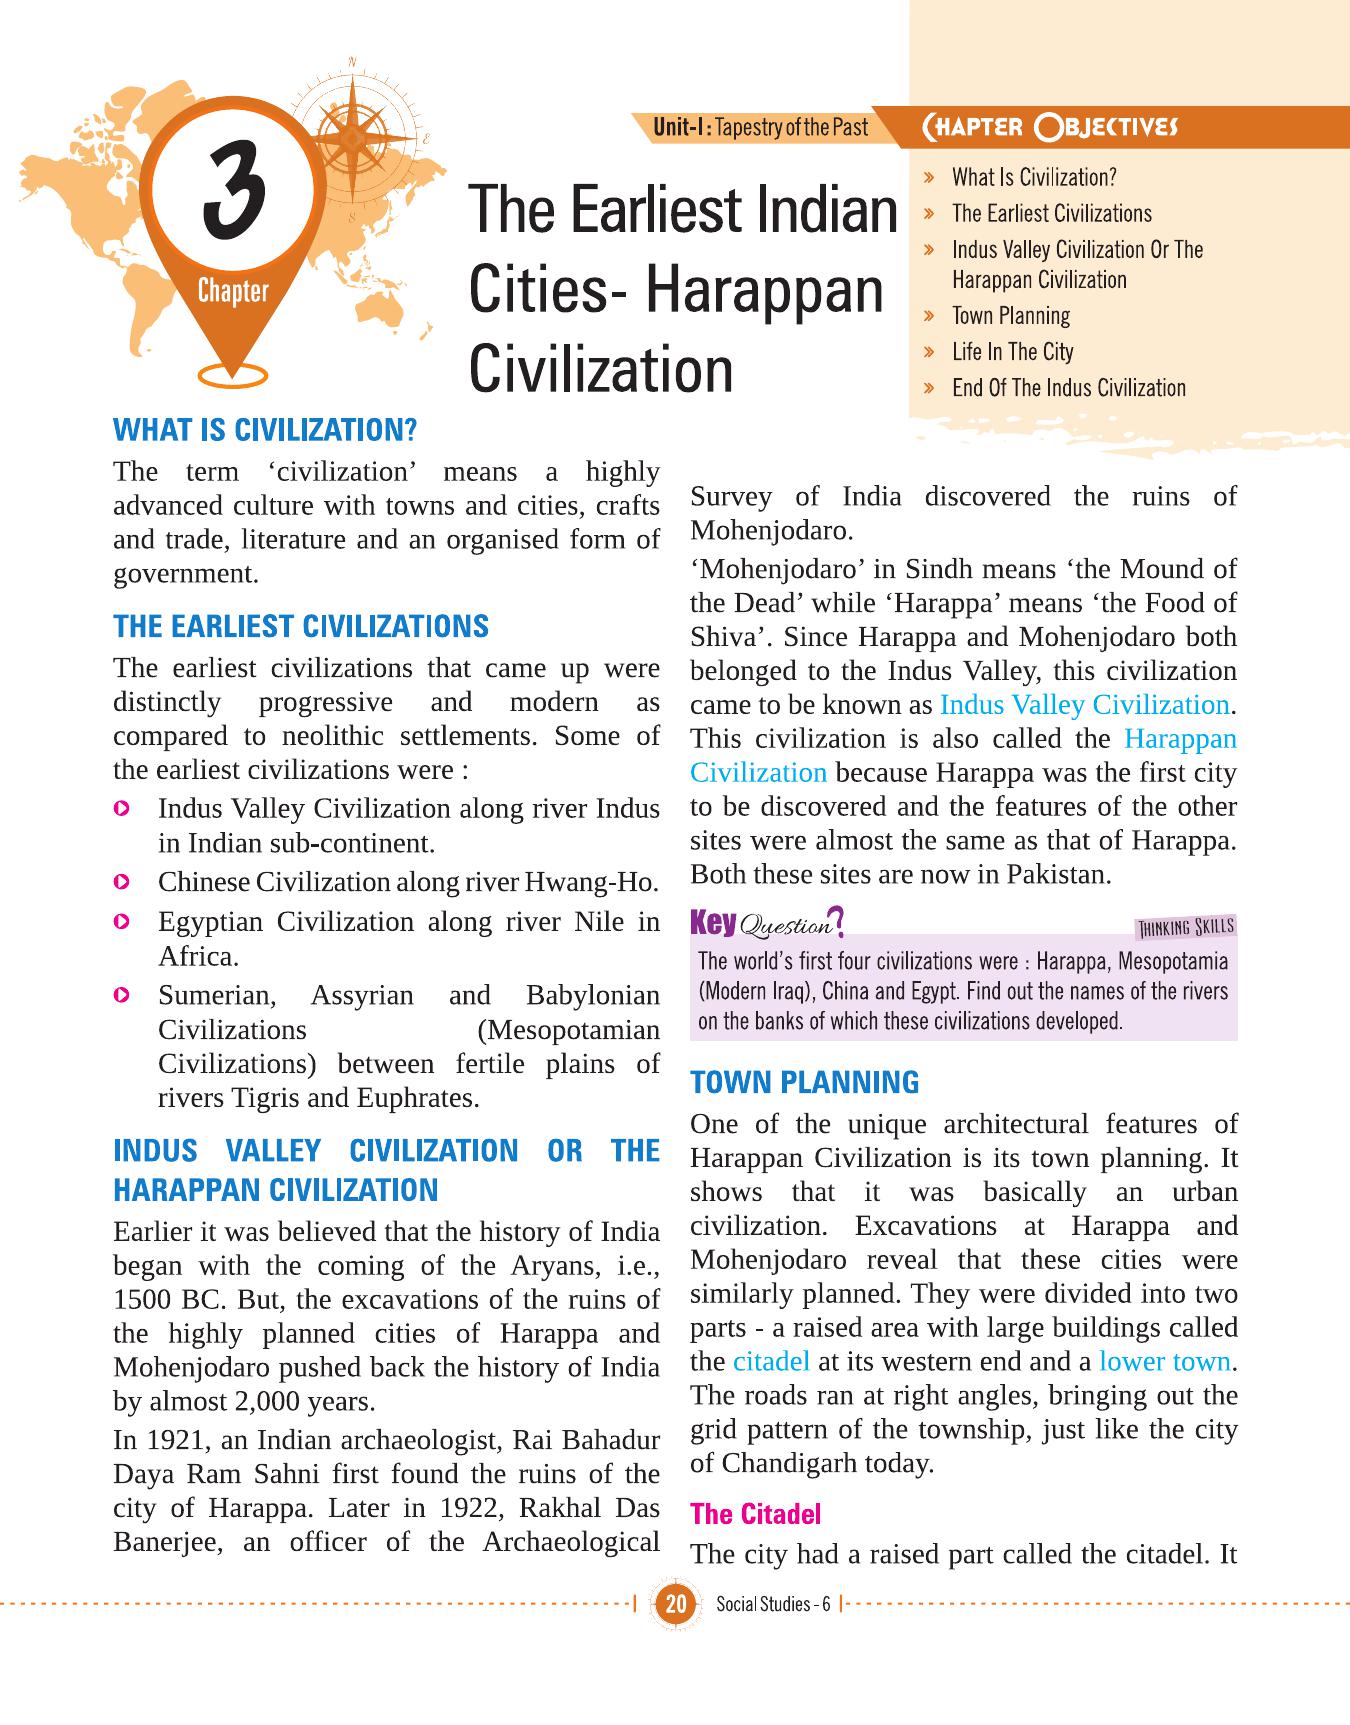 N
E
S
3
Chapter
Unit-I : Tapestry of the Past
The Earliest Indian
Cities- Harappan
Civilization
CHAPTER OBJECTIVES
» What Is Civilization?
» The Earliest Civilizations
» Indus Valley Civilization Or The
Harappan Civilization
» Town Planning
» Life In The City
» End Of The Indus Civilization
WHAT IS CIVILIZATION?
The term ‘civilization’ means a highly
advanced culture with towns and cities, crafts
and trade, literature and an organised form of
government.
THE EARLIEST CIVILIZATIONS
The earliest civilizations that came up were
distinctly progressive and modern as
compared to neolithic settlements. Some of
the earliest civilizations were :
Indus Valley Civilization along river Indus
in Indian sub-continent.
Chinese Civilization along river Hwang-Ho.
Egyptian Civilization along river Nile in
Africa.
Sumerian, Assyrian and Babylonian
Civilizations (Mesopotamian
Civilizations) between fertile plains of
rivers Tigris and Euphrates.
INDUS VALLEY CIVILIZATION OR THE
HARAPPAN CIVILIZATION
Earlier it was believed that the history of India
began with the coming of the Aryans, i.e.,
1500 BC. But, the excavations of the ruins of
the highly planned cities of Harappa and
Mohenjodaro pushed back the history of India
by almost 2,000 years.
In 1921, an Indian archaeologist, Rai Bahadur
Daya Ram Sahni first found the ruins of the
city of Harappa. Later in 1922, Rakhal Das
Banerjee, an officer of the Archaeological
Survey of India discovered the ruins of
Mohenjodaro.
‘Mohenjodaro’ in Sindh means ‘the Mound of
the Dead’ while ‘Harappa’ means ‘the Food of
Shiva’. Since Harappa and Mohenjodaro both
belonged to the Indus Valley, this civilization
came to be known as Indus Valley Civilization.
This civilization is also called the Harappan
Civilization because Harappa was the first city
to be discovered and the features of the other
sites were almost the same as that of Harappa.
Both these sites are now in Pakistan.
Key Question?
THINKING SKILLS
The world’s first four civilizations were : Harappa, Mesopotamia
(Modern Iraq), China and Egypt. Find out the names of the rivers
on the banks of which these civilizations developed.
TOWN PLANNING
One of the unique architectural features of
Harappan Civilization is its town planning. It
shows that it was basically an urban
civilization. Excavations at Harappa and
Mohenjodaro reveal that these cities were
similarly planned. They were divided into two
parts - a raised area with large buildings called
the citadel at its western end and a lower town.
The roads ran at right angles, bringing out the
grid pattern of the township, just like the city
of Chandigarh today.
The Citadel
The city had a raised part called the citadel. It
20
Social Studies - 6